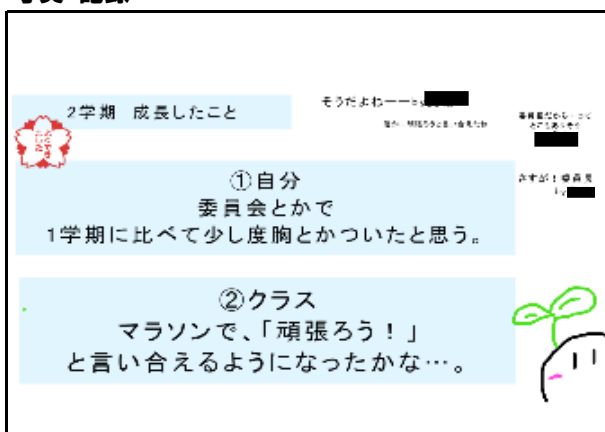 2学期 成長したこと
そうだよねーーby
①自分
委員会とかで
1学期に比べて少し度胸とかついたと思う。
さすが!委員長
by
②クラス
マラソンで、「頑張ろう!」
と言い合えるようになったかな…。